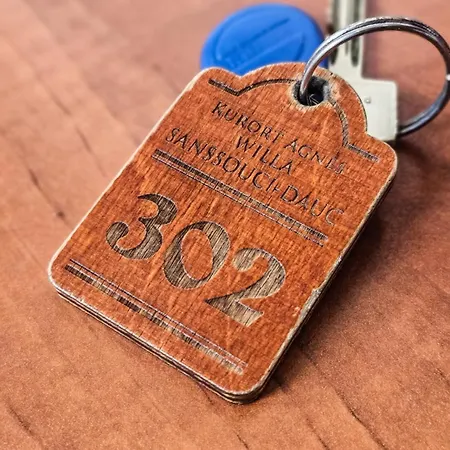 KURORT AGNES
WILLA
SANSSOUCI-DAUC
302